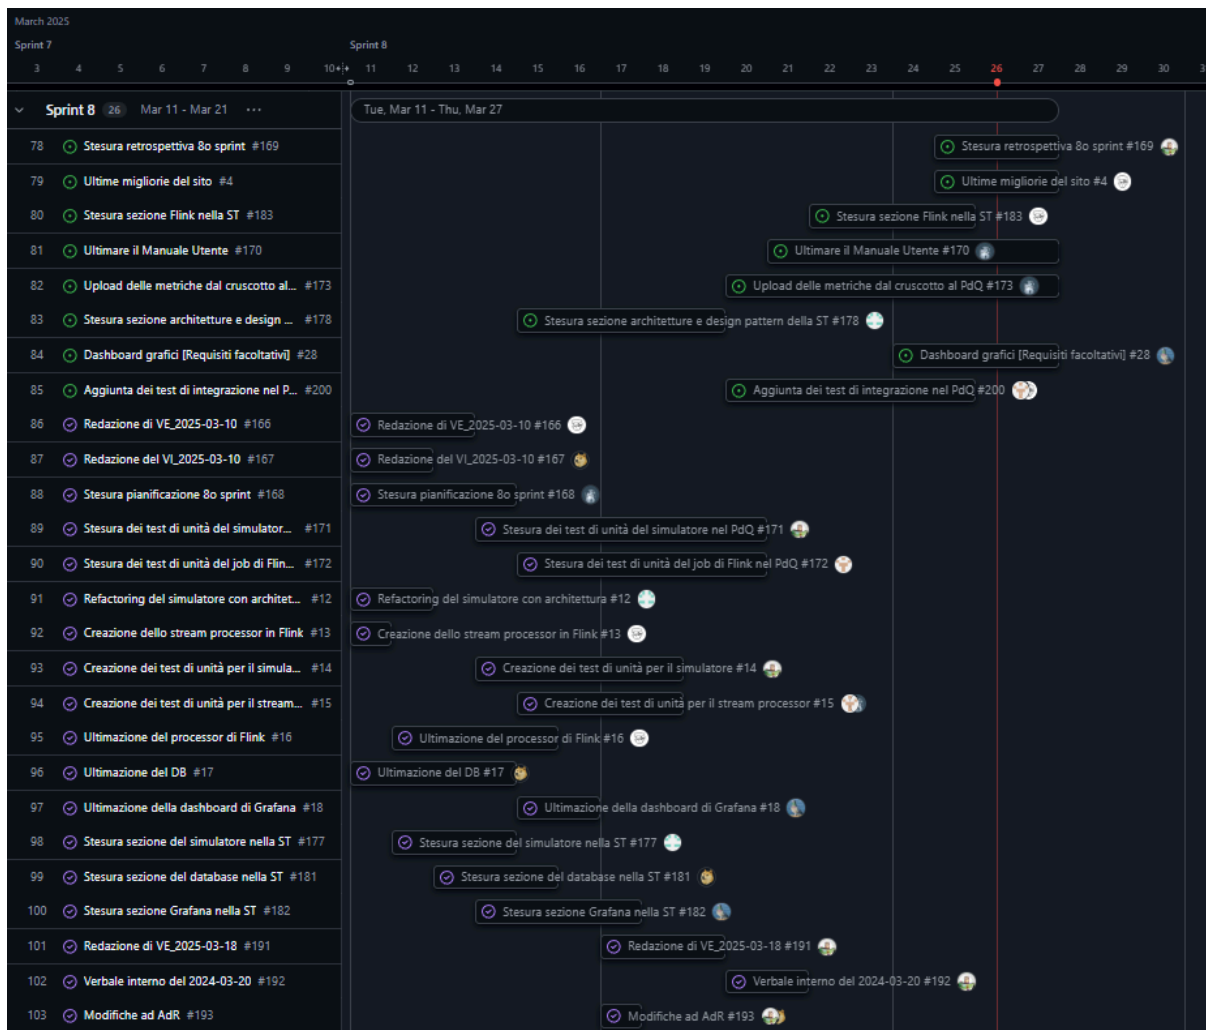 March 2025
Sprint 7 Sprint 8
3 4 5 6 7 8 9 10 11 12 13 14 15 16 17 18 19 20 21 22 23 24 25 26 27 28 29 30
Sprint 8 26 Mar 11 - Mar 21 ··· Tue, Mar 11 - Thu, Mar 27
78 Stesura retrospettiva 8o sprint #169 Stesura retrospettiva 8o sprint #169
79 Ultime migliorie del sito #4 Ultime migliorie del sito #4
80 Stesura sezione Flink nella ST #183 Stesura sezione Flink nella ST #183
81 Ultimare il Manuale Utente #170 Ultimare il Manuale Utente #170
82 Upload delle metriche dal cruscotto al... #173 Upload delle metriche dal cruscotto al PdQ #173
83 Stesura sezione architetture e design ... #178 Stesura sezione architetture e design pattern della ST #178
84 Dashboard grafici [Requisiti facoltativi] #28 Dashboard grafici [Requisiti facoltativi] #28
85 Aggiunta dei test di integrazione nel P... #200 Aggiunta dei test di integrazione nel PdQ #200
86 Redazione di VE_2025-03-10 #166 Redazione di VE_2025-03-10 #166
87 Redazione del VI_2025-03-10 #167 Redazione del VI_2025-03-10 #167
88 Stesura pianificazione 8o sprint #168 Stesura pianificazione 8o sprint #168
89 Stesura dei test di unità del simulator... #171 Stesura dei test di unità del simulatore nel PdQ #171
90 Stesura dei test di unità del job di Flin... #172 Stesura dei test di unità del job di Flink nel PdQ #172
91 Refactoring del simulatore con architet... #12 Refactoring del simulatore con architettura #12
92 Creazione dello stream processor in Flink #13 Creazione dello stream processor in Flink #13
93 Creazione dei test di unità per il simula... #14 Creazione dei test di unità per il simulatore #14
94 Creazione dei test di unità per il stream... #15 Creazione dei test di unità per il stream processor #15
95 Ultimazione del processor di Flink #16 Ultimazione del processor di Flink #16
96 Ultimazione del DB #17 Ultimazione del DB #17
97 Ultimazione della dashboard di Grafana #18 Ultimazione della dashboard di Grafana #18
98 Stesura sezione del simulatore nella ST #177 Stesura sezione del simulatore nella ST #177
99 Stesura sezione del database nella ST #181 Stesura sezione del database nella ST #181
100 Stesura sezione Grafana nella ST #182 Stesura sezione Grafana nella ST #182
101 Redazione di VE_2025-03-18 #191 Redazione di VE_2025-03-18 #191
102 Verbale interno del 2024-03-20 #192 Verbale interno del 2024-03-20 #192
103 Modifiche ad AdR #193 Modifiche ad AdR #193